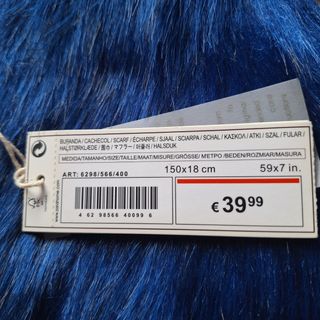 BUFANDA / CACHECOL / SCARF / ÉCHARPE / SJAAL / SCIARPA / SCHAL / ΚΑΣΚΟΛ / ATKI / SZAL / FULAR /
HALSTØRKLÆDE / 围巾 / マフラー / 머플러 / HALSDUK
MEDIDA/TAMANHO/SIZE/TAILLE/MAAT/MISURE/GRÖSSE/ ΜΕΤΡΟ /BEDEN/ROZMIAR/MASURA
ART: 6298/566/400
150x18 cm
59x7 in.
4 62 98566 40099 6
€ 39 99